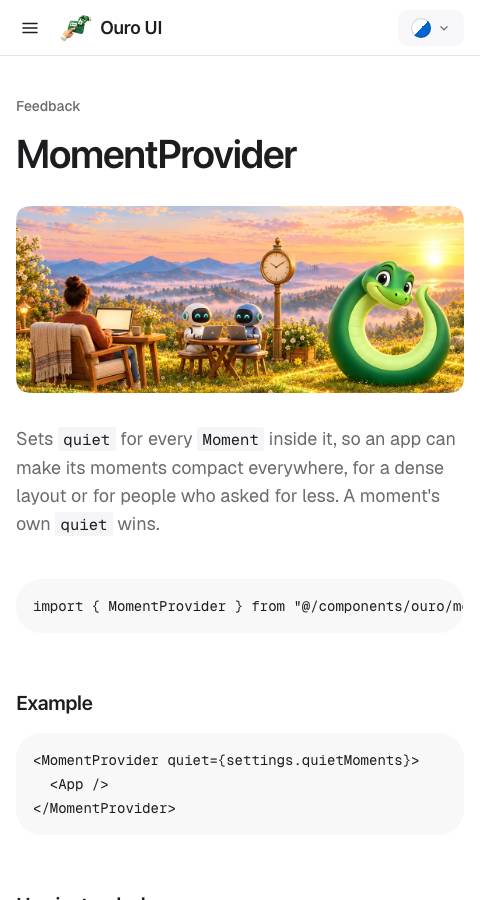 Ouro UI
Feedback
MomentProvider
Sets quiet for every Moment inside it, so an app can
make its moments compact everywhere, for a dense
layout or for people who asked for less. A moment's
own quiet wins.
import { MomentProvider } from "@/components/ouro/m
Example
<MomentProvider quiet={settings.quietMoments}>
  <App />
</MomentProvider>